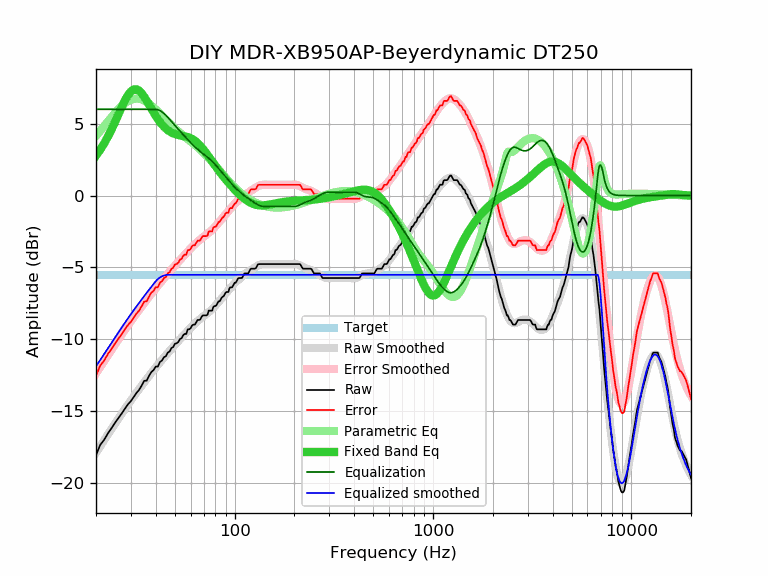 DIY MDR-XB950AP-Beyerdynamic DT250
5
0
−5
−10
−15
−20
Amplitude (dBr)
Target
Raw Smoothed
Error Smoothed
Raw
Error
Parametric Eq
Fixed Band Eq
Equalization
Equalized smoothed
100
1000
10000
Frequency (Hz)